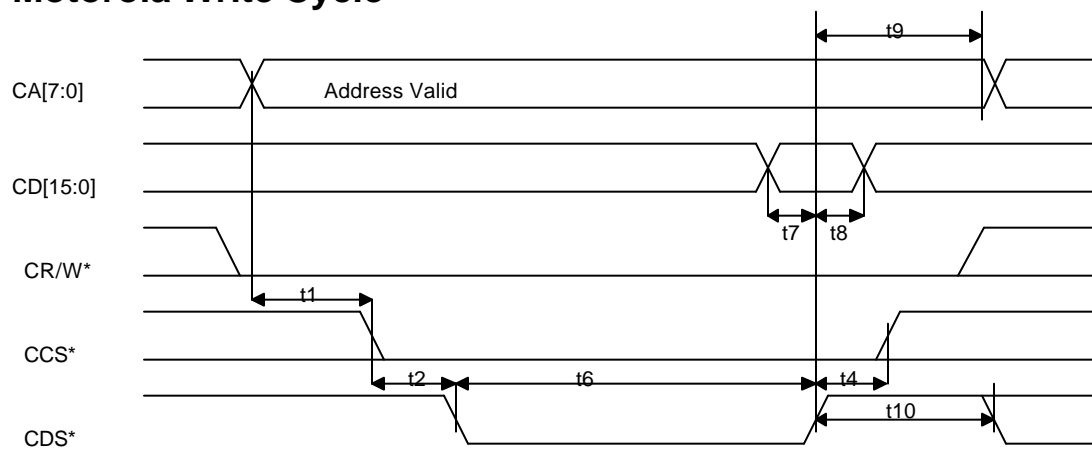 Motorola Write Cycle
t9
CA[7:0]
Address Valid
CD[15:0]
t7
t8
CR/W*
t1
CCS*
t2
t6
t4
t10
CDS*